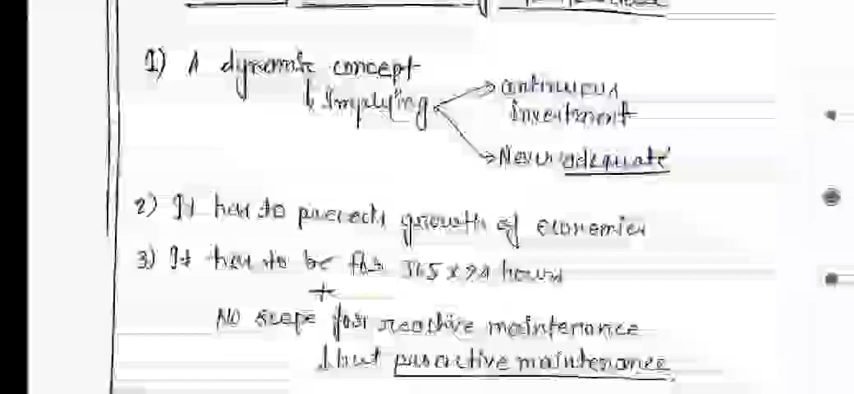 1) A dynamic concept
↳ Implying → continuous investment
→ Never adequate
2) It has to precede growth of economies
3) It has to be for 365 x 24 hours
+
No scope for reactive maintenance
↓ but proactive maintenance